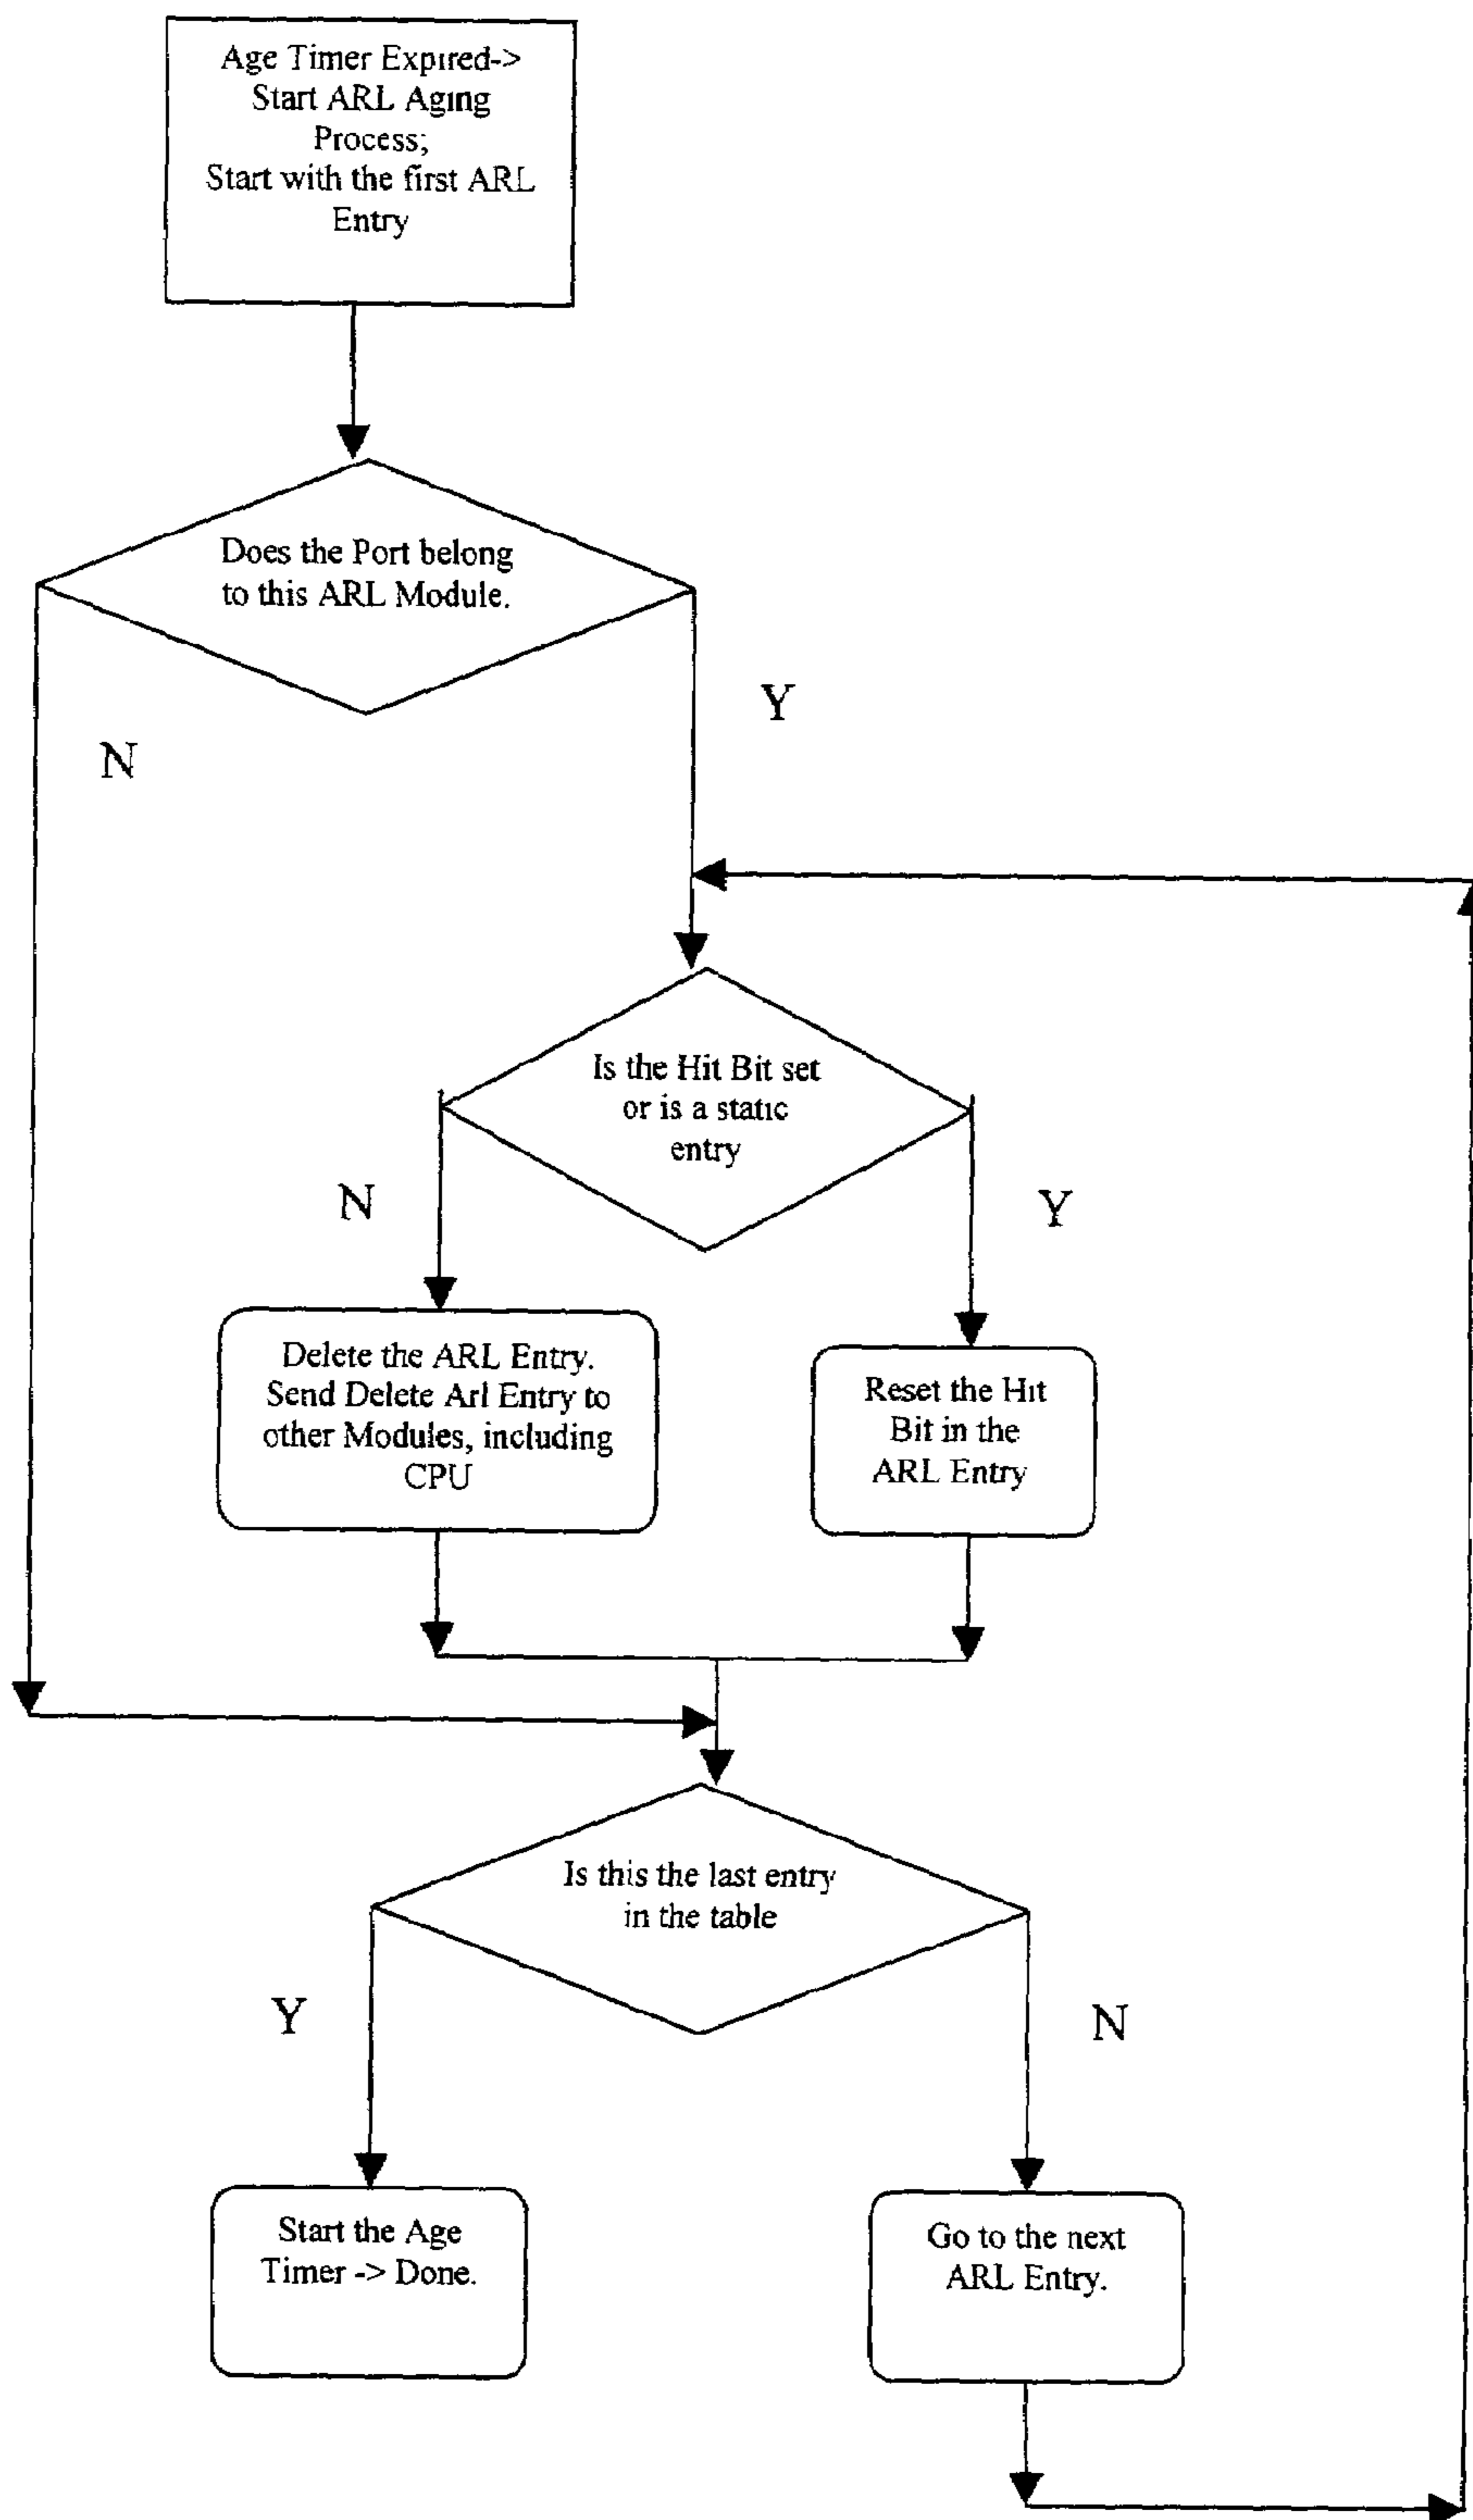 Age Timer Expired->
Start ARL Aging
Process;
Start with the first ARL
Entry
Does the Port belong
to this ARL Module.
Y
N
Is the Hit Bit set
or is a static
entry
N
Y
Delete the ARL Entry.
Send Delete Arl Entry to
other Modules, including
CPU
Reset the Hit
Bit in the
ARL Entry
Is this the last entry
in the table
Y
N
Start the Age
Timer -> Done.
Go to the next
ARL Entry.